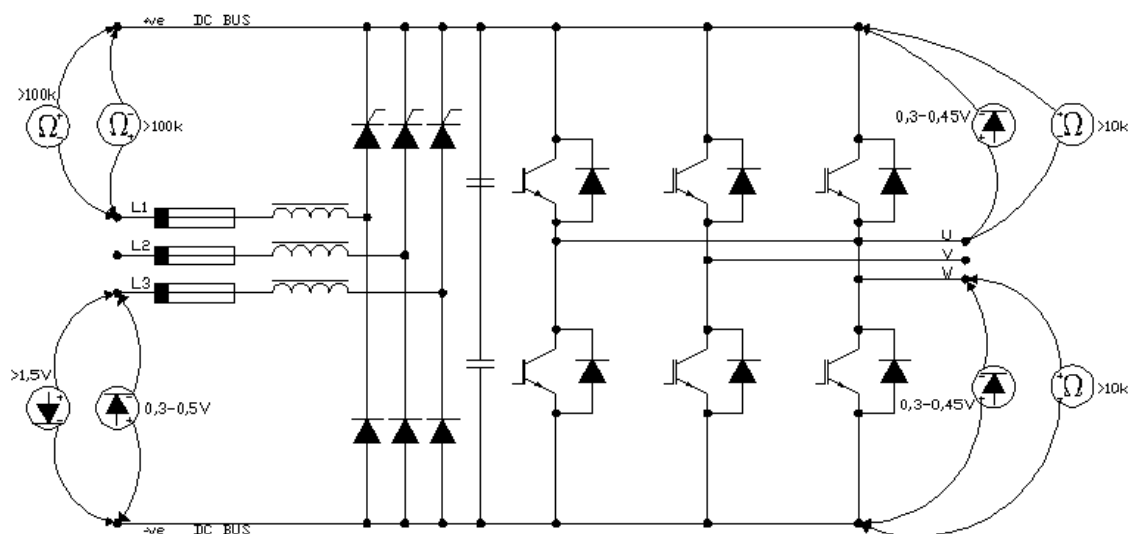 +ve DC BUS
>100k
Ω
Ω
>100k
0,3-0,45V
Ω
>10k
L1
L2
L3
U
V
W
>1,5V
0,3-0,5V
0,3-0,45V
Ω
>10k
-ve DC BUS